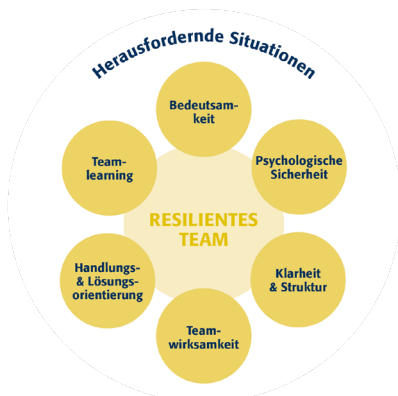 Herausfordernde Situationen
Bedeutsam-
keit
Psychologische
Sicherheit
Klarheit
& Struktur
Team-
wirksamkeit
Handlungs-
& Lösungs-
orientierung
Team-
learning
RESILIENTES
TEAM